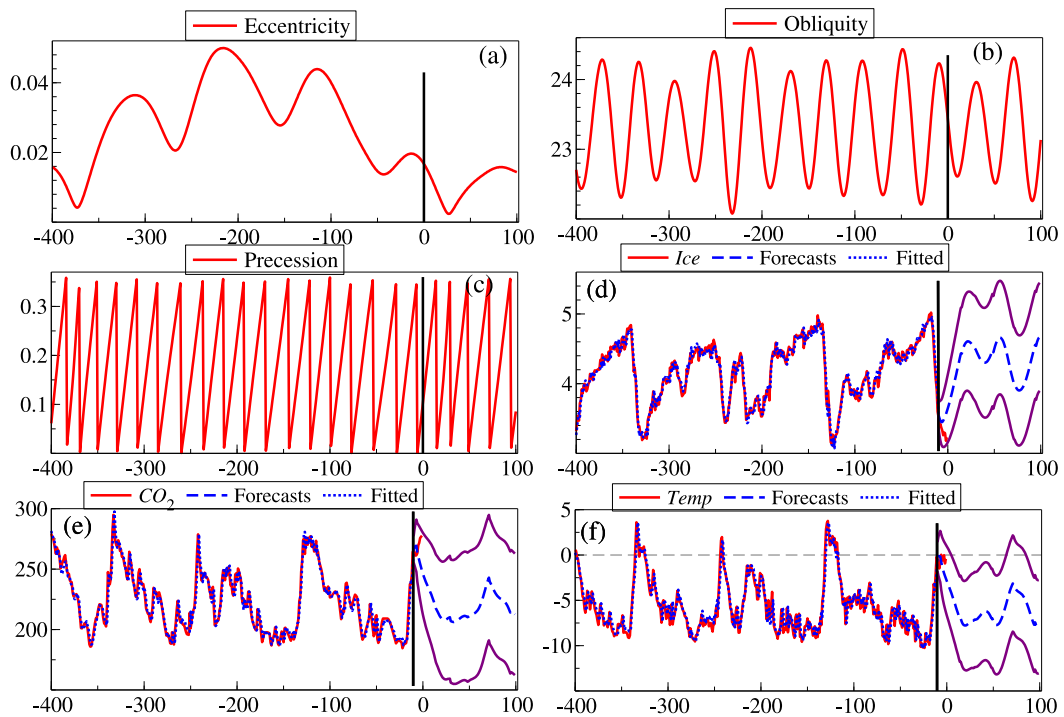 Eccentricity
(a)
0.04
0.02
-400 -300 -200 -100 0 100
Obliquity
(b)
24
23
-400 -300 -200 -100 0 100
Precession
(c)
0.3
0.2
0.1
-400 -300 -200 -100 0 100
Ice Forecasts Fitted
(d)
5
4
-400 -300 -200 -100 0 100
CO2 Forecasts Fitted
(e)
300
250
200
150
-400 -300 -200 -100 0 100
Temp Forecasts Fitted
(f)
5
0
-5
-10
-400 -300 -200 -100 0 100